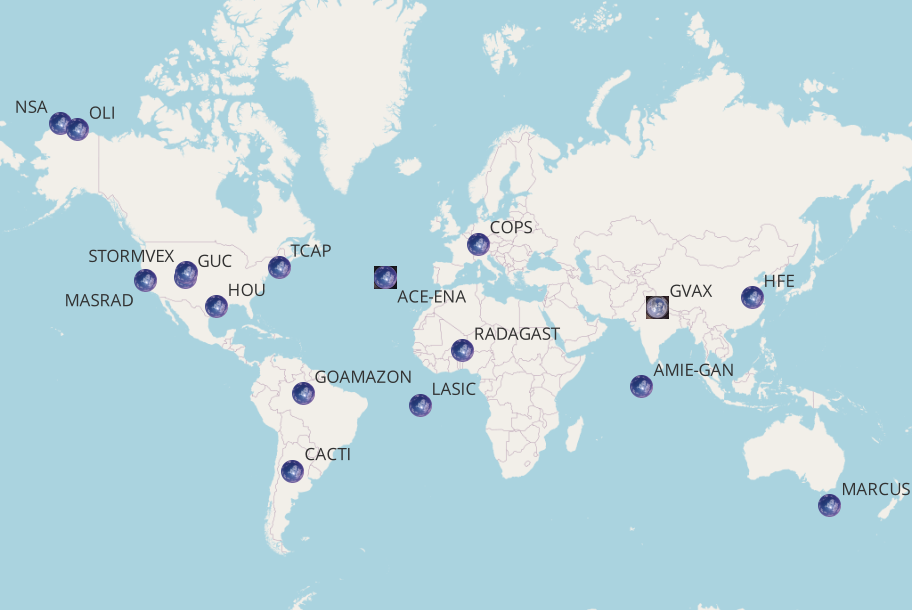 NSA
OLI
COPS
TCAP
STORMVEX
GUC
HFE
HOU
GVAX
MASRAD
ACE-ENA
RADAGAST
AMIE-GAN
GOAMAZON
LASIC
CACTI
MARCUS